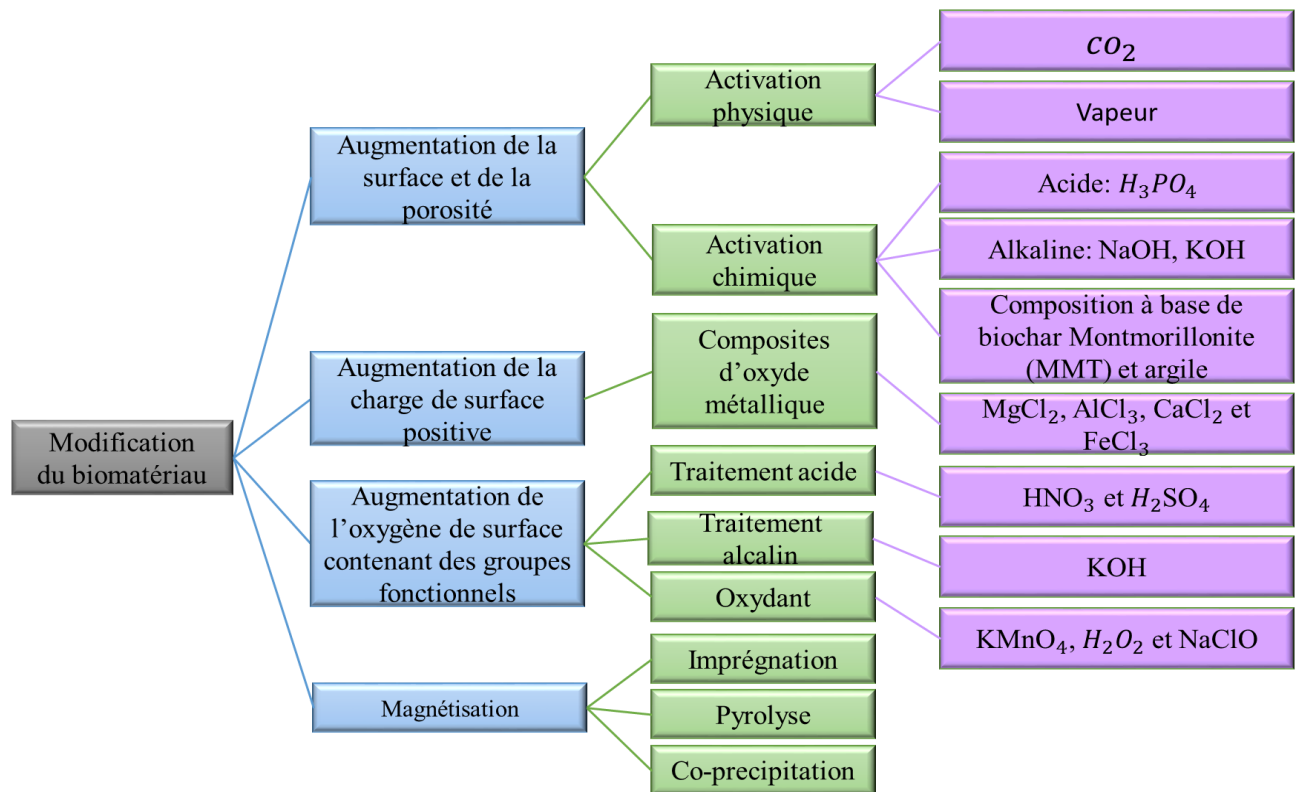 Modification
du biomatériau
Augmentation de la
surface et de la
porosité
Augmentation de la
charge de surface
positive
Augmentation de
l’oxygène de surface
contenant des groupes
fonctionnels
Magnétisation
Activation
physique
Activation
chimique
Composites
d’oxyde
métallique
Traitement acide
Traitement
alcalin
Oxydant
Imprégnation
Pyrolyse
Co-precipitation
co₂
Vapeur
Acide: H₃PO₄
Alkaline: NaOH, KOH
Composition à base de
biochar Montmorillonite
(MMT) et argile
MgCl₂, AlCl₃, CaCl₂ et
FeCl₃
HNO₃ et H₂SO₄
KOH
KMnO₄, H₂O₂ et NaClO